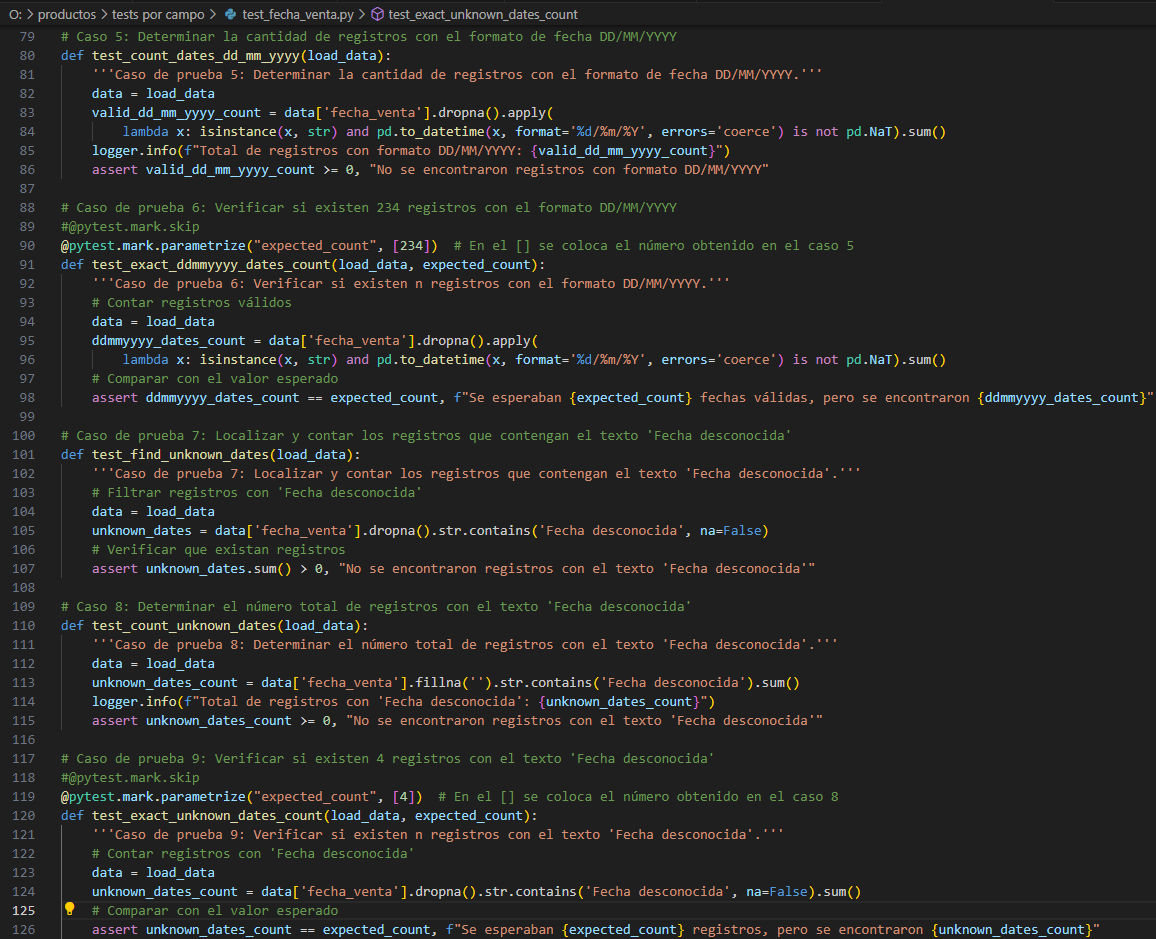 O: > productos > tests por campo > test_fecha_venta.py > test_exact_unknown_dates_count
79 # Caso 5: Determinar la cantidad de registros con el formato de fecha DD/MM/YYYY
80 def test_count_dates_dd_mm_yyyy(load_data):
81     '''Caso de prueba 5: Determinar la cantidad de registros con el formato de fecha DD/MM/YYYY.'''
82     data = load_data
83     valid_dd_mm_yyyy_count = data['fecha_venta'].dropna().apply(
84         lambda x: isinstance(x, str) and pd.to_datetime(x, format='%d/%m/%Y', errors='coerce') is not pd.NaT).sum()
85     logger.info(f"Total de registros con formato DD/MM/YYYY: {valid_dd_mm_yyyy_count}")
86     assert valid_dd_mm_yyyy_count >= 0, "No se encontraron registros con formato DD/MM/YYYY"
87
88 # Caso de prueba 6: Verificar si existen 234 registros con el formato DD/MM/YYYY
89 #@pytest.mark.skip
90 @pytest.mark.parametrize("expected_count", [234])  # En el [] se coloca el número obtenido en el caso 5
91 def test_exact_ddmmyyyy_dates_count(load_data, expected_count):
92     '''Caso de prueba 6: Verificar si existen n registros con el formato DD/MM/YYYY.'''
93     # Contar registros válidos
94     data = load_data
95     ddmmyyyy_dates_count = data['fecha_venta'].dropna().apply(
96         lambda x: isinstance(x, str) and pd.to_datetime(x, format='%d/%m/%Y', errors='coerce') is not pd.NaT).sum()
97     # Comparar con el valor esperado
98     assert ddmmyyyy_dates_count == expected_count, f"Se esperaban {expected_count} fechas válidas, pero se encontraron {ddmmyyyy_dates_count}"
99
100 # Caso de prueba 7: Localizar y contar los registros que contengan el texto 'Fecha desconocida'
101 def test_find_unknown_dates(load_data):
102     '''Caso de prueba 7: Localizar y contar los registros que contengan el texto 'Fecha desconocida'.'''
103     # Filtrar registros con 'Fecha desconocida'
104     data = load_data
105     unknown_dates = data['fecha_venta'].dropna().str.contains('Fecha desconocida', na=False)
106     # Verificar que existan registros
107     assert unknown_dates.sum() > 0, "No se encontraron registros con el texto 'Fecha desconocida'"
108
109 # Caso 8: Determinar el número total de registros con el texto 'Fecha desconocida'
110 def test_count_unknown_dates(load_data):
111     '''Caso de prueba 8: Determinar el número total de registros con el texto 'Fecha desconocida'.'''
112     data = load_data
113     unknown_dates_count = data['fecha_venta'].fillna('').str.contains('Fecha desconocida').sum()
114     logger.info(f"Total de registros con 'Fecha desconocida': {unknown_dates_count}")
115     assert unknown_dates_count >= 0, "No se encontraron registros con el texto 'Fecha desconocida'"
116
117 # Caso de prueba 9: Verificar si existen 4 registros con el texto 'Fecha desconocida'
118 #@pytest.mark.skip
119 @pytest.mark.parametrize("expected_count", [4])  # En el [] se coloca el número obtenido en el caso 8
120 def test_exact_unknown_dates_count(load_data, expected_count):
121     '''Caso de prueba 9: Verificar si existen n registros con el texto 'Fecha desconocida'.'''
122     # Contar registros con 'Fecha desconocida'
123     data = load_data
124     unknown_dates_count = data['fecha_venta'].dropna().str.contains('Fecha desconocida', na=False).sum()
125     # Comparar con el valor esperado
126     assert unknown_dates_count == expected_count, f"Se esperaban {expected_count} registros, pero se encontraron {unknown_dates_count}"